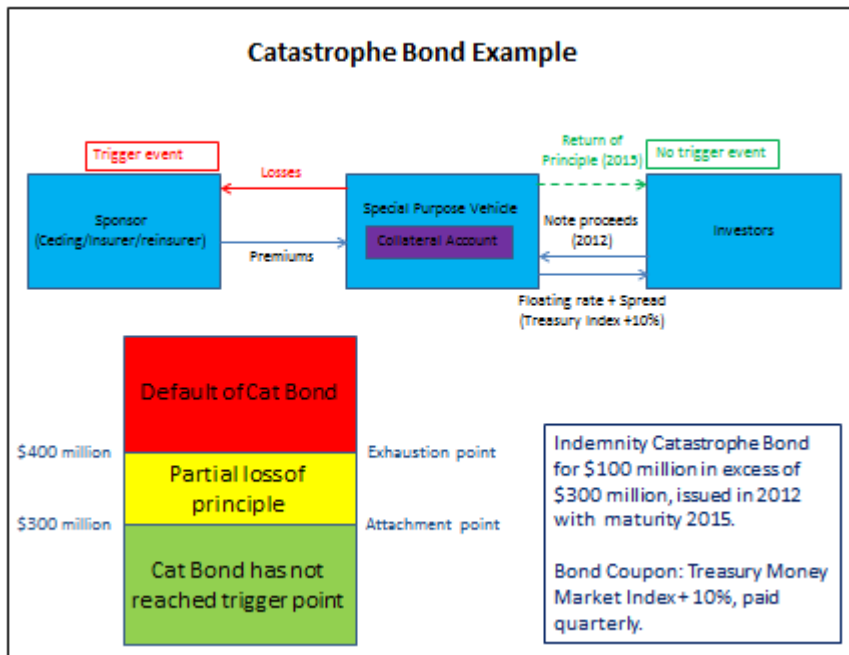 Catastrophe Bond Example
Trigger event
Losses
Return of
Principle (2015)
No trigger event
Sponsor
(Ceding/Insurer/reinsurer)
Premiums
Special Purpose Vehicle
Collateral Account
Note proceeds
(2012)
Investors
Floating rate + Spread
(Treasury Index +10%)
Default of Cat Bond
$400 million
Exhaustion point
Partial lossof
principle
$300 million
Attachment point
Cat Bond has not
reached trigger point
Indemnity Catastrophe Bond
for $100 million in excess of
$300 million, issued in 2012
with maturity 2015.
Bond Coupon: Treasury Money
Market Index + 10%, paid
quarterly.